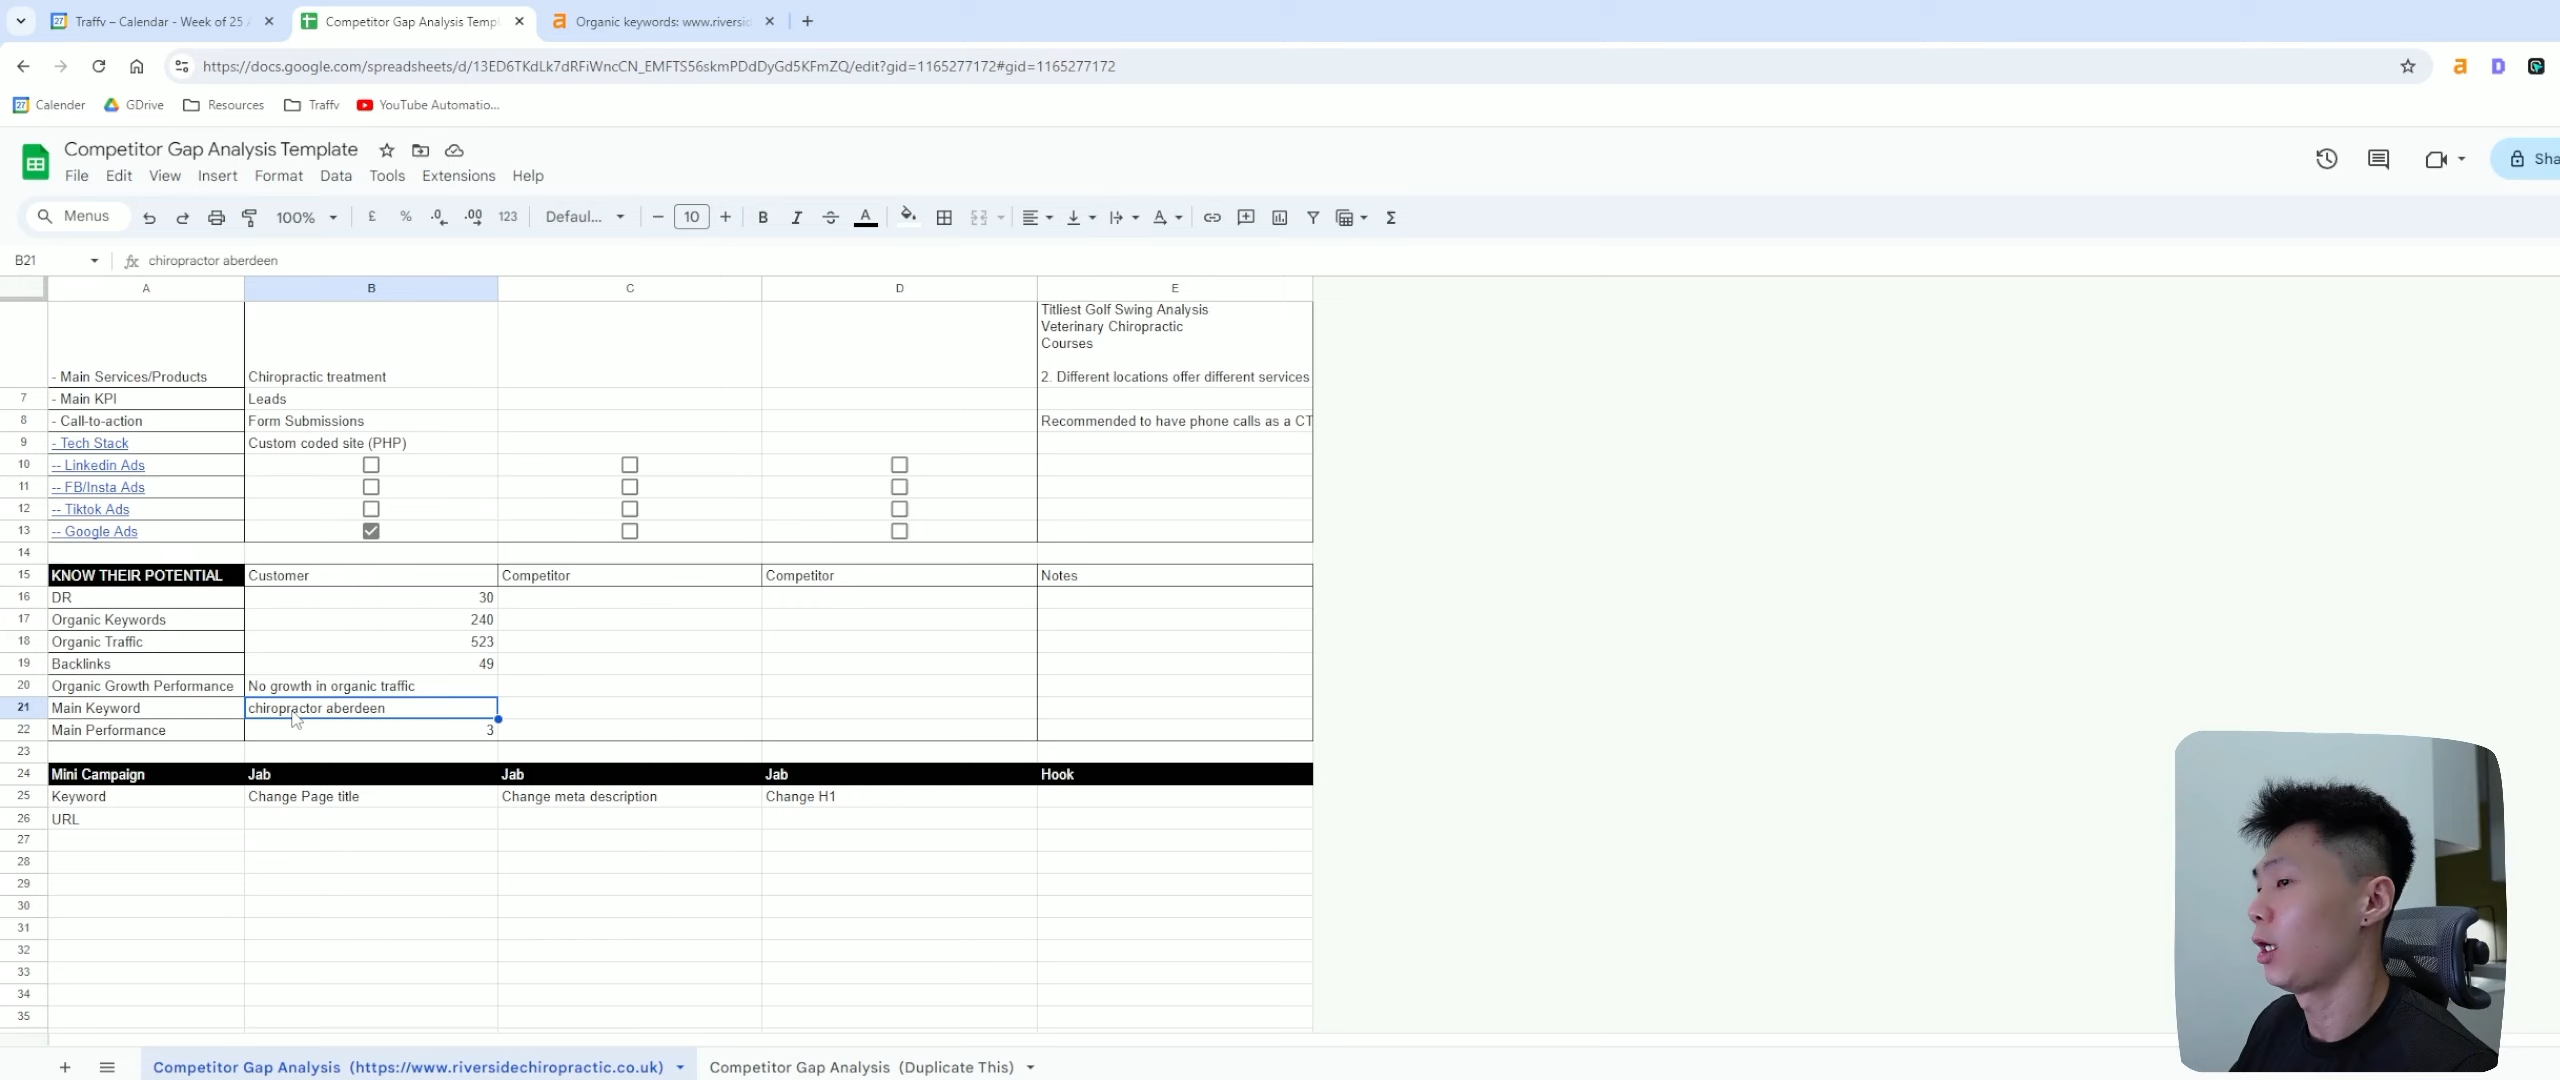 Traffv – Calendar - Week of 25
Competitor Gap Analysis Templ
Organic keywords: www.riversid
https://docs.google.com/spreadsheets/d/13ED6TKdLk7dRFiWncCN_EMFTS56skmPDdDyGd5KFmZQ/edit?gid=1165277172#gid=1165277172
Calender
GDrive
Resources
Traffv
YouTube Automatio...
Competitor Gap Analysis Template
File Edit View Insert Format Data Tools Extensions Help
Sha
Menus 100% £ % .0 .00 123 Defaul... 10 B I A Σ
B21 fx chiropractor aberdeen
A B C D E
Titliest Golf Swing Analysis
Veterinary Chiropractic
Courses
- Main Services/Products Chiropractic treatment 2. Different locations offer different services
7 - Main KPI Leads
8 - Call-to-action Form Submissions Recommended to have phone calls as a CT
9 - Tech Stack Custom coded site (PHP)
10 -- Linkedin Ads
11 -- FB/Insta Ads
12 -- Tiktok Ads
13 -- Google Ads
14
15 KNOW THEIR POTENTIAL Customer Competitor Competitor Notes
16 DR 30
17 Organic Keywords 240
18 Organic Traffic 523
19 Backlinks 49
20 Organic Growth Performance No growth in organic traffic
21 Main Keyword chiropractor aberdeen
22 Main Performance 3
23
24 Mini Campaign Jab Jab Jab Hook
25 Keyword Change Page title Change meta description Change H1
26 URL
27
28
29
30
31
32
33
34
35
Competitor Gap Analysis (https://www.riversidechiropractic.co.uk)
Competitor Gap Analysis (Duplicate This)